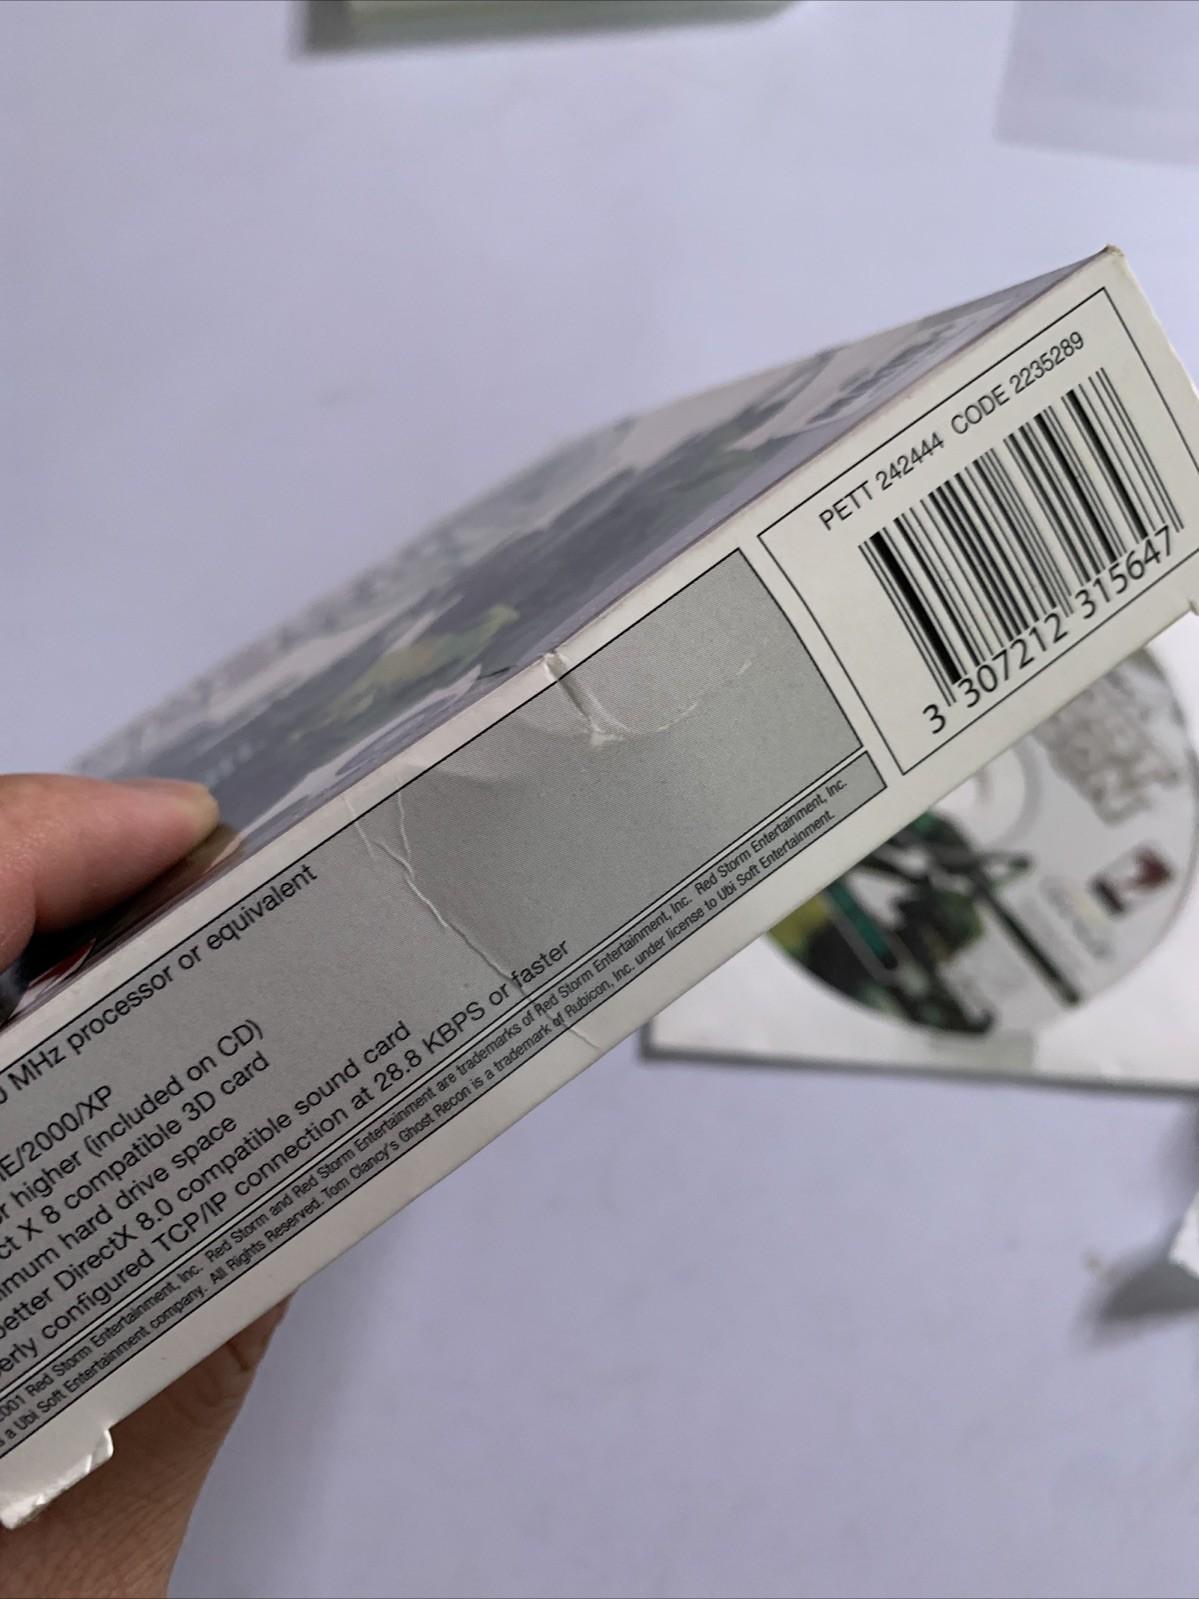 PETT 242444 CODE 2235289
3 307212 315647
MHz processor or equivalent
/2000/XP
higher (included on CD)
X 8 compatible 3D card
hard drive space
better DirectX 8.0 compatible sound card
configured TCP/IP connection at 28.8 KBPS or faster
2001 Red Storm Entertainment, Inc. Red Storm and Red Storm Entertainment are trademarks of Red Storm Entertainment, Inc. Red Storm Entertainment, Inc.
is a Ubi Soft Entertainment company. All Rights Reserved. Tom Clancy's Ghost Recon is a trademark of Rubicon, Inc. under license to Ubi Soft Entertainment.